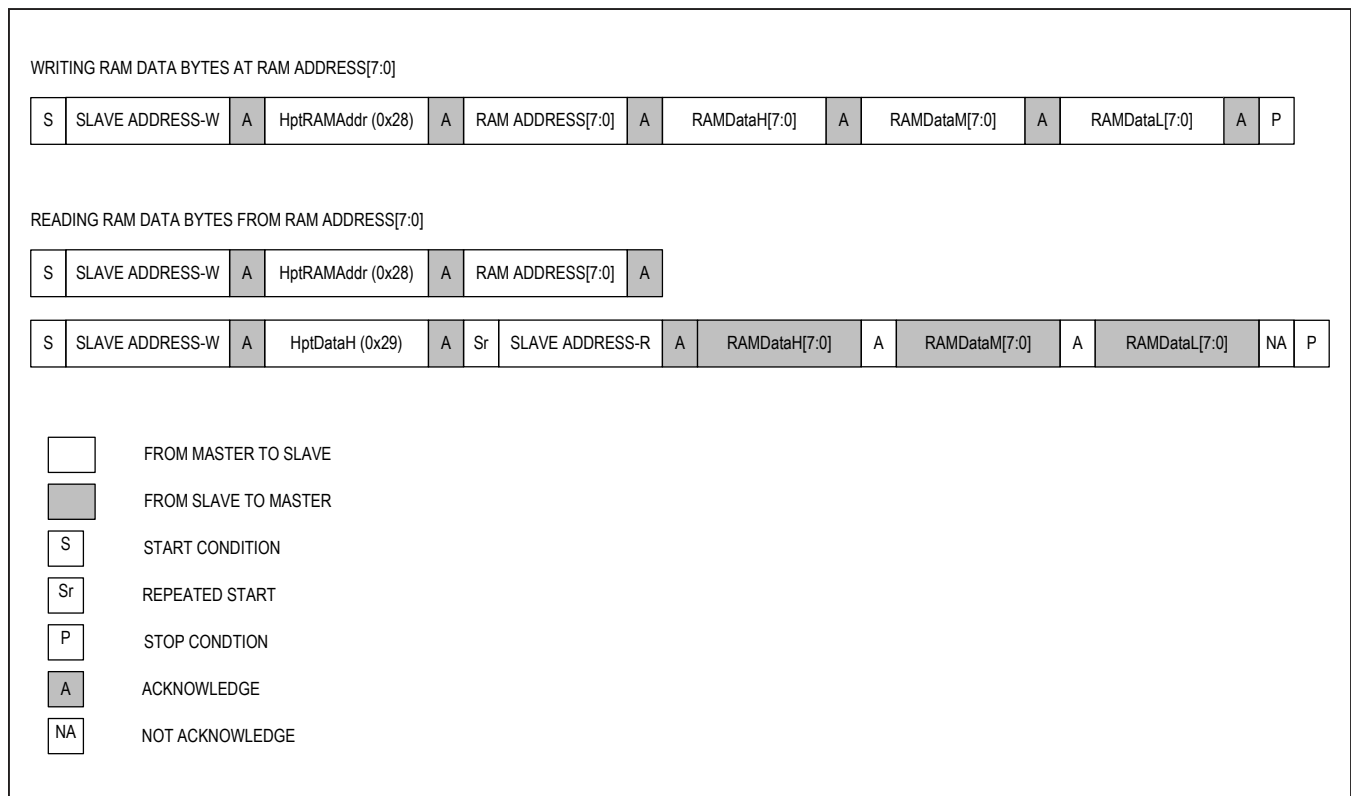 WRITING RAM DATA BYTES AT RAM ADDRESS[7:0]
S SLAVE ADDRESS-W A HptRAMAddr (0x28) A RAM ADDRESS[7:0] A RAMDataH[7:0] A RAMDataM[7:0] A RAMDataL[7:0] A P
READING RAM DATA BYTES FROM RAM ADDRESS[7:0]
S SLAVE ADDRESS-W A HptRAMAddr (0x28) A RAM ADDRESS[7:0] A
S SLAVE ADDRESS-W A HptDataH (0x29) A Sr SLAVE ADDRESS-R A RAMDataH[7:0] A RAMDataM[7:0] A RAMDataL[7:0] NA P
FROM MASTER TO SLAVE
FROM SLAVE TO MASTER
S START CONDITION
Sr REPEATED START
P STOP CONDTION
A ACKNOWLEDGE
NA NOT ACKNOWLEDGE